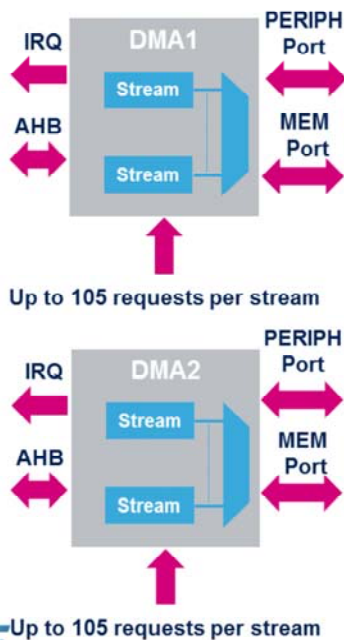 IRQ
DMA1
PERIPH
Port
Stream
AHB
MEM
Port
Stream
Up to 105 requests per stream
IRQ
DMA2
PERIPH
Port
Stream
AHB
MEM
Port
Stream
Up to 105 requests per stream